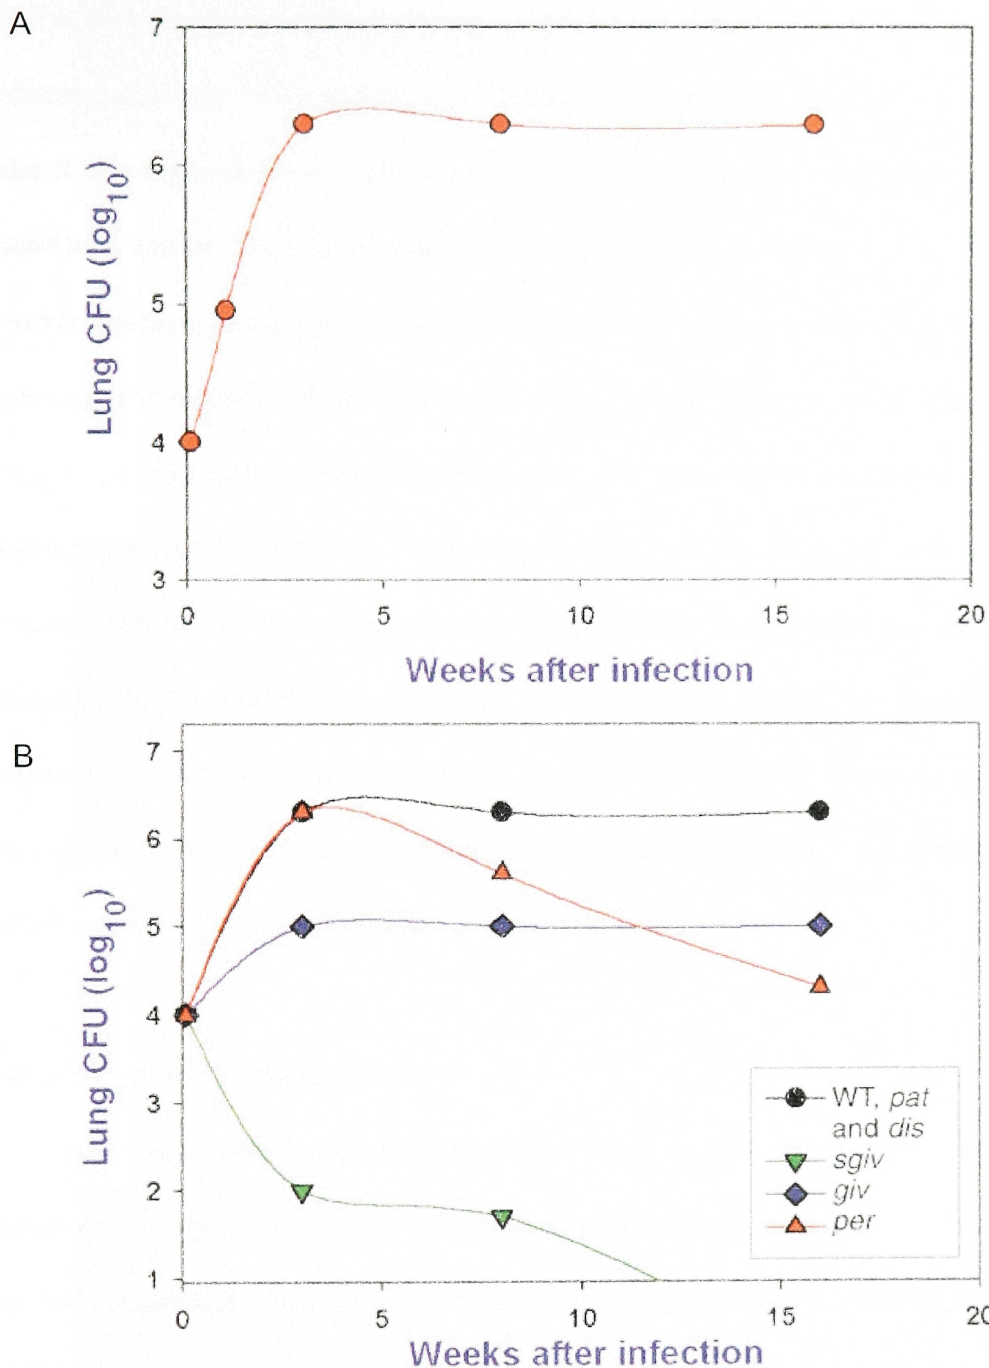 A
7
6
5
4
3
Lung CFU (log10)
0 5 10 15 20
Weeks after infection
B
7
6
5
4
3
2
1
Lung CFU (log10)
WT, pat
and dis
sgiv
giv
per
0 5 10 15 20
Weeks after infection